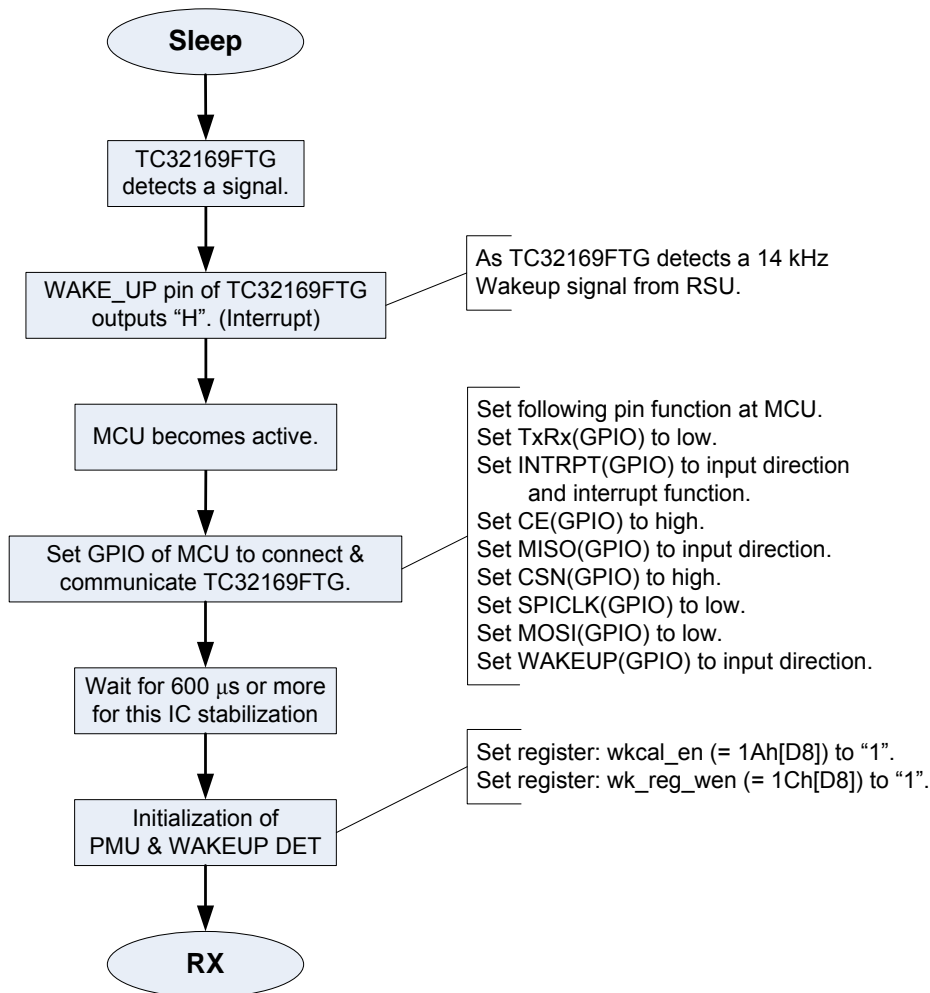 Sleep
TC32169FTG
detects a signal.
WAKE_UP pin of TC32169FTG
outputs “H”. (Interrupt)
As TC32169FTG detects a 14 kHz
Wakeup signal from RSU.
MCU becomes active.
Set GPIO of MCU to connect &
communicate TC32169FTG.
Set following pin function at MCU.
Set TxRx(GPIO) to low.
Set INTRPT(GPIO) to input direction
and interrupt function.
Set CE(GPIO) to high.
Set MISO(GPIO) to input direction.
Set CSN(GPIO) to high.
Set SPICLK(GPIO) to low.
Set MOSI(GPIO) to low.
Set WAKEUP(GPIO) to input direction.
Wait for 600 μs or more
for this IC stabilization
Initialization of
PMU & WAKEUP DET
Set register: wkcal_en (= 1Ah[D8]) to “1”.
Set register: wk_reg_wen (= 1Ch[D8]) to “1”.
RX